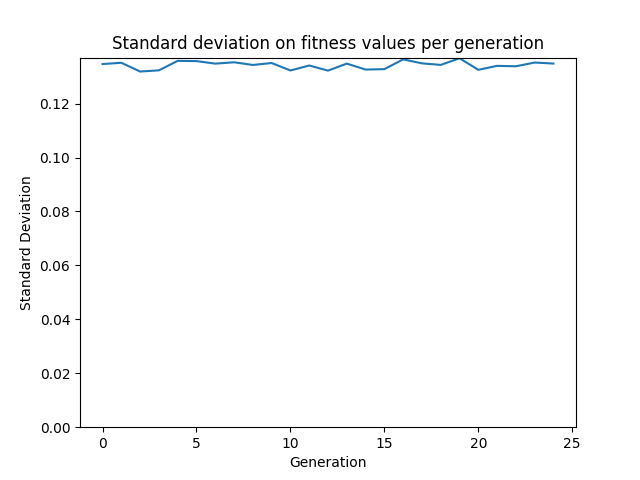 Standard deviation on fitness values per generation
Standard Deviation
0.12
0.10
0.08
0.06
0.04
0.02
0.00
0 5 10 15 20 25
Generation